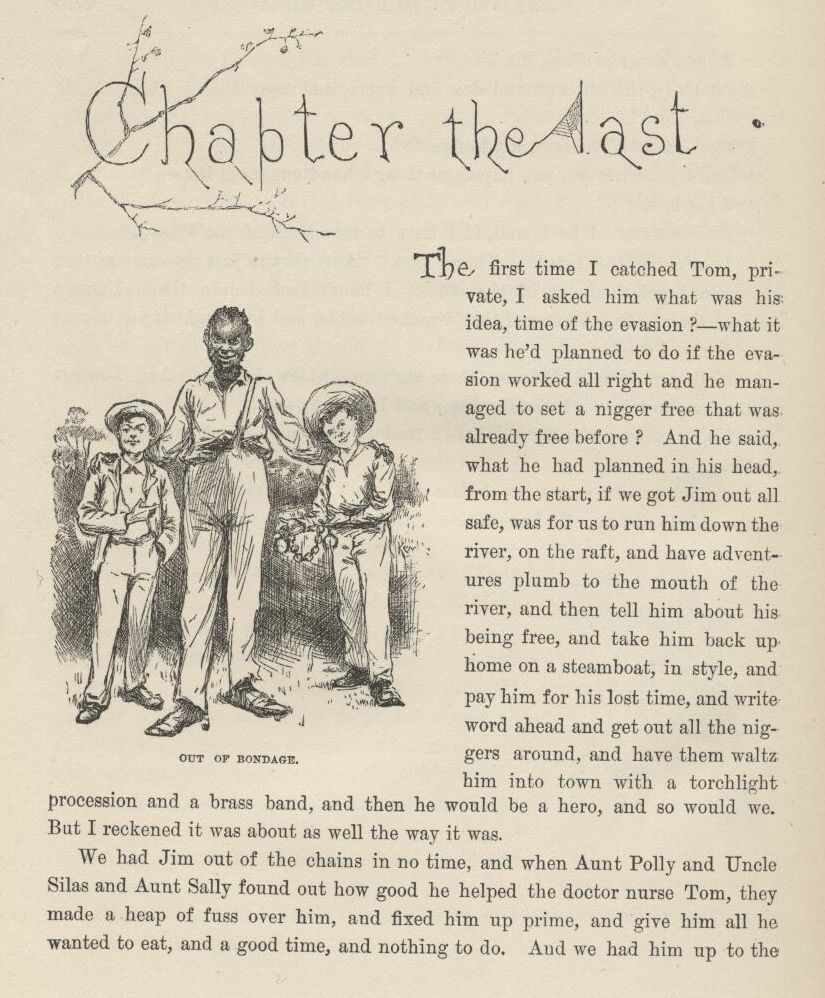 Chapter the last.
The first time I catched Tom, pri-
vate, I asked him what was his
idea, time of the evasion ?—what it
was he'd planned to do if the eva-
sion worked all right and he man-
aged to set a nigger free that was
already free before ? And he said,
what he had planned in his head,
from the start, if we got Jim out all
safe, was for us to run him down the
river, on the raft, and have advent-
ures plumb to the mouth of the
river, and then tell him about his
being free, and take him back up
home on a steamboat, in style, and
pay him for his lost time, and write
word ahead and get out all the nig-
gers around, and have them waltz
him into town with a torchlight
OUT OF BONDAGE.
procession and a brass band, and then he would be a hero, and so would we.
But I reckened it was about as well the way it was.
We had Jim out of the chains in no time, and when Aunt Polly and Uncle
Silas and Aunt Sally found out how good he helped the doctor nurse Tom, they
made a heap of fuss over him, and fixed him up prime, and give him all he
wanted to eat, and a good time, and nothing to do. And we had him up to the